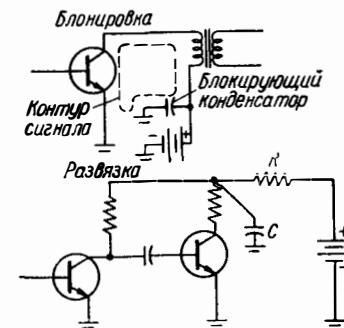 Блокировка
Контур
сигнала
Блокирующий
конденсатор
+
Развязка
R
C
+